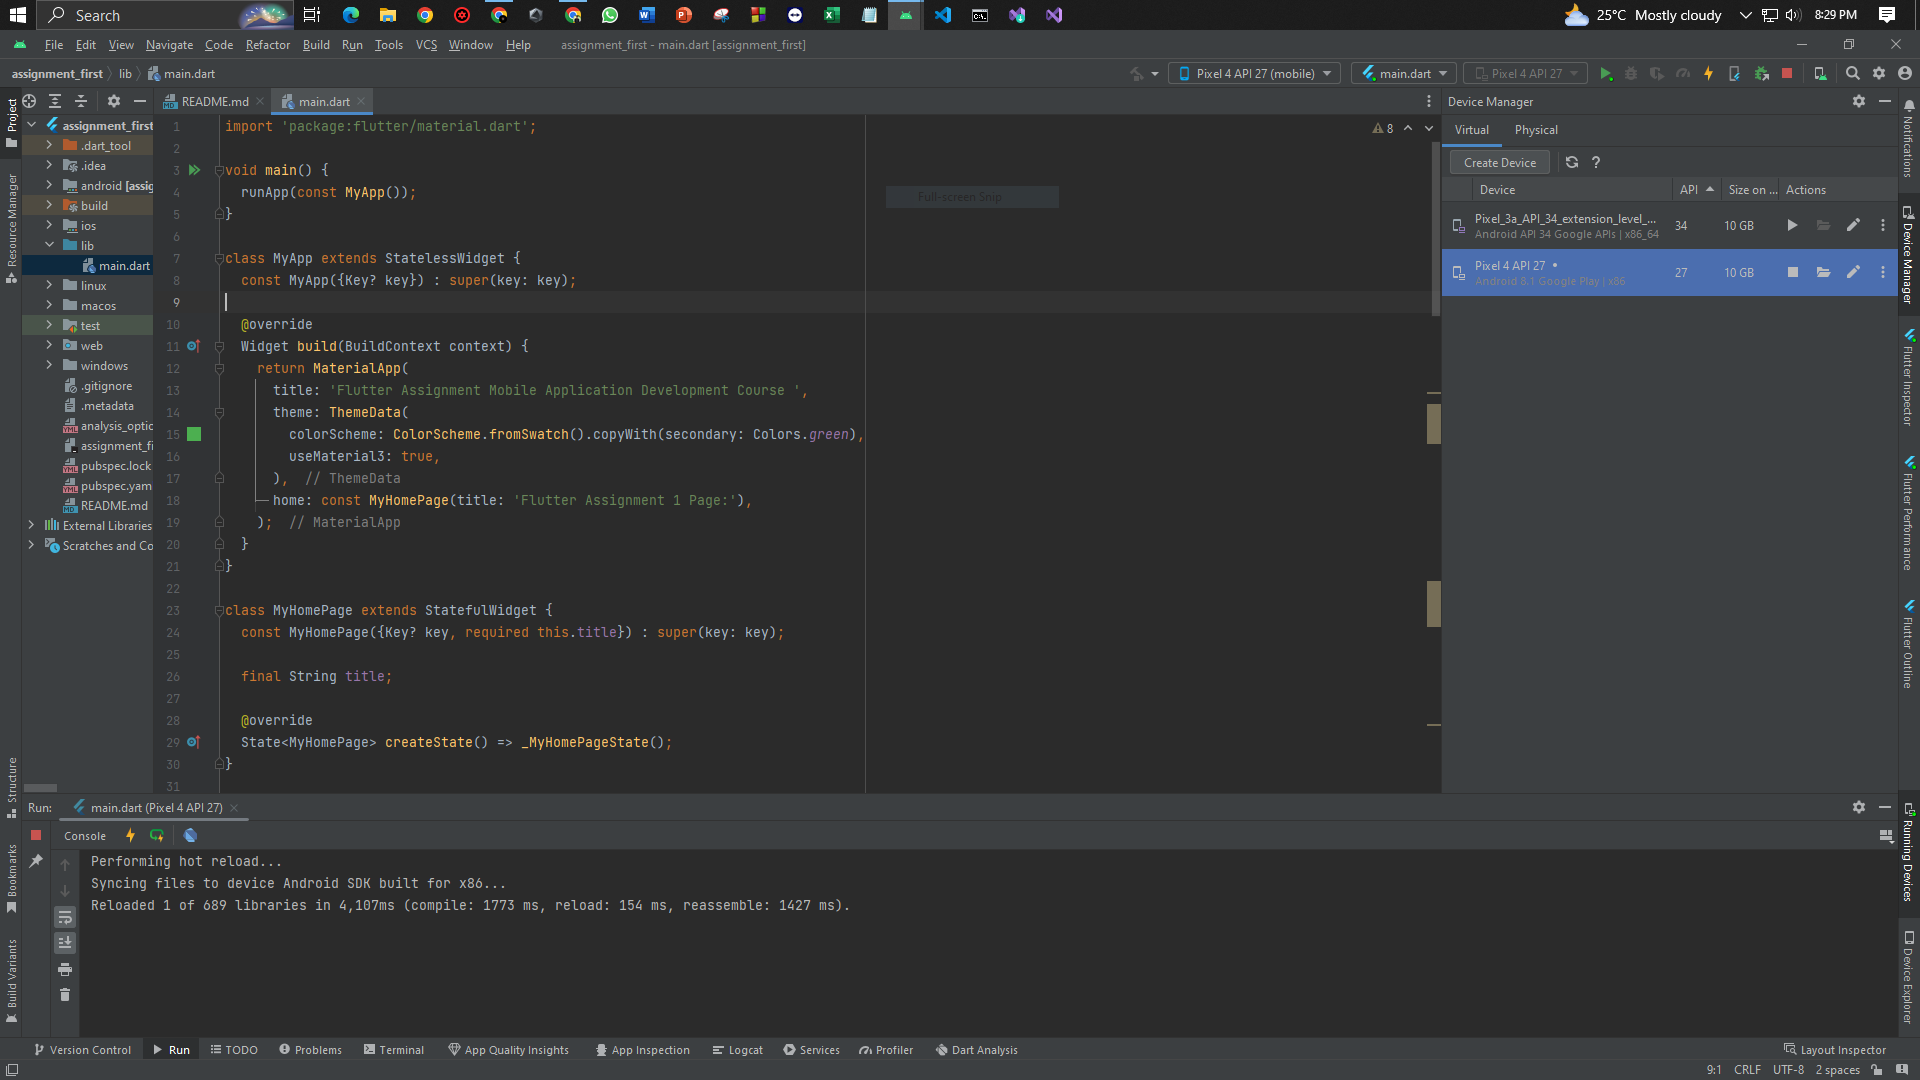 Search
25°C Mostly cloudy
8:29 PM
File Edit View Navigate Code Refactor Build Run Tools VCS Window Help
assignment_first - main.dart [assignment_first]
assignment_first lib main.dart
Pixel 4 API 27 (mobile)
main.dart
Pixel 4 API 27
Project
assignment_first
.dart_tool
.idea
android [assig
build
ios
lib
main.dart
linux
macos
test
web
windows
.gitignore
.metadata
analysis_optic
assignment_fi
pubspec.lock
pubspec.yam
README.md
External Libraries
Scratches and Co
Resource Manager
Structure
Bookmarks
Build Variants
README.md
main.dart
8
1 import 'package:flutter/material.dart';
2
3 void main() {
4 runApp(const MyApp());
5 }
6
7 class MyApp extends StatelessWidget {
8 const MyApp({Key? key}) : super(key: key);
9
10 @override
11 Widget build(BuildContext context) {
12 return MaterialApp(
13 title: 'Flutter Assignment Mobile Application Development Course ',
14 theme: ThemeData(
15 colorScheme: ColorScheme.fromSwatch().copyWith(secondary: Colors.green),
16 useMaterial3: true,
17 ), // ThemeData
18 home: const MyHomePage(title: 'Flutter Assignment 1 Page:'),
19 ); // MaterialApp
20 }
21 }
22
23 class MyHomePage extends StatefulWidget {
24 const MyHomePage({Key? key, required this.title}) : super(key: key);
25
26 final String title;
27
28 @override
29 State<MyHomePage> createState() => _MyHomePageState();
30 }
31
Full-screen Snip
Device Manager
Virtual Physical
Create Device
?
Device API Size on ... Actions
Pixel_3a_API_34_extension_level_... 34 10 GB
Android API 34 Google APIs | x86_64
Pixel 4 API 27 • 27 10 GB
Android 8.1 Google Play | x86
Notifications
Device Manager
Flutter Inspector
Flutter Performance
Flutter Outline
Running Devices
Device Explorer
Run: main.dart (Pixel 4 API 27)
Console
Performing hot reload...
Syncing files to device Android SDK built for x86...
Reloaded 1 of 689 libraries in 4,107ms (compile: 1773 ms, reload: 154 ms, reassemble: 1427 ms).
Version Control Run TODO Problems Terminal App Quality Insights App Inspection Logcat Services Profiler Dart Analysis Layout Inspector
9:1 CRLF UTF-8 2 spaces